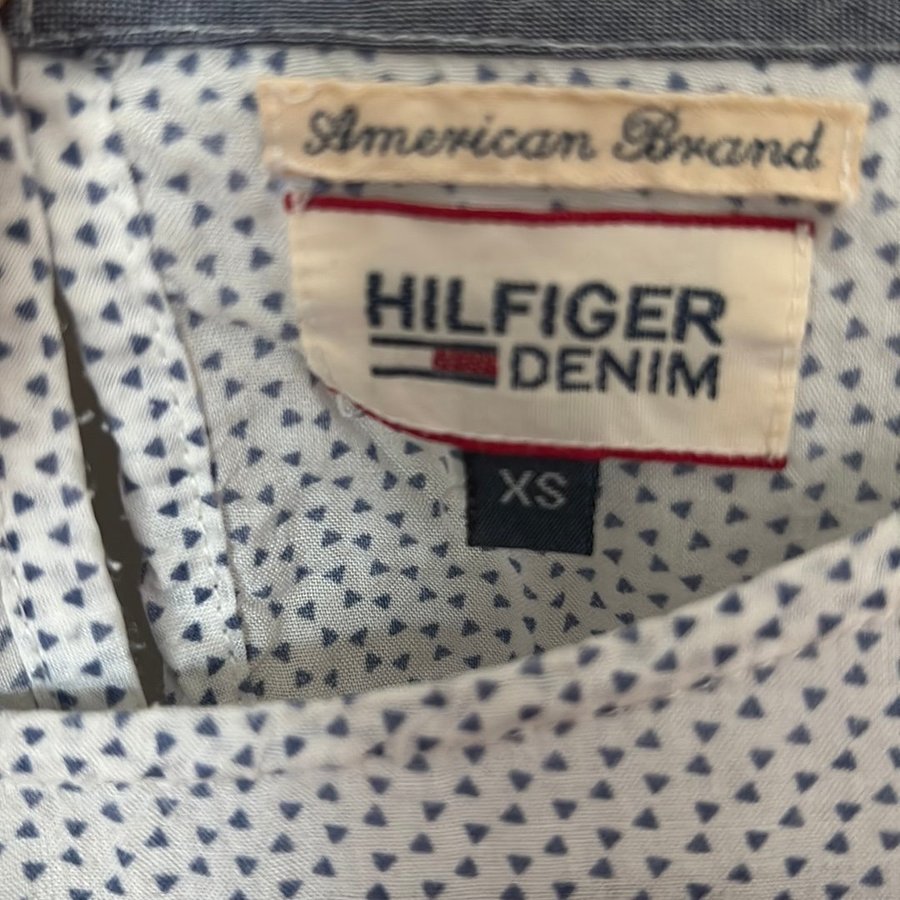 American Brand
HILFIGER
DENIM
XS